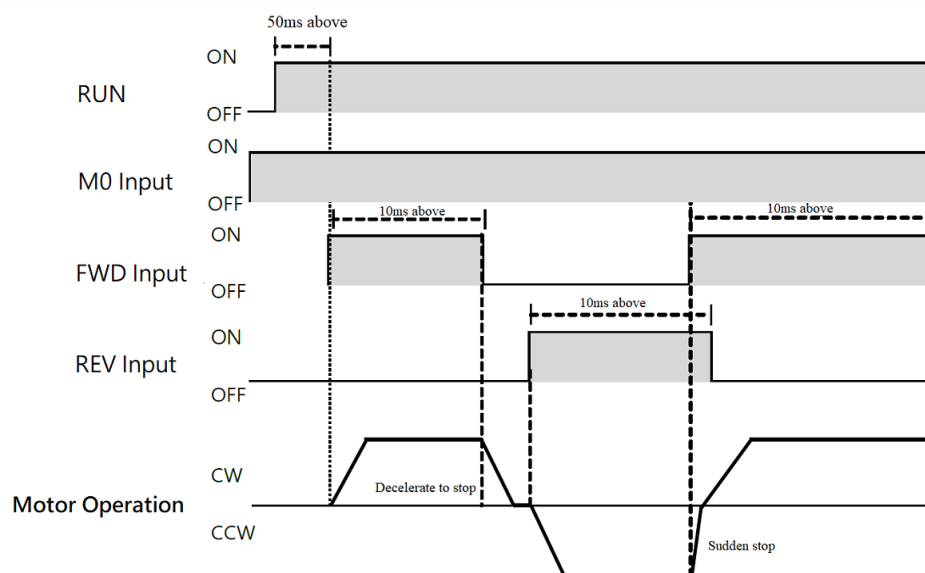 50ms above
ON
RUN
OFF
ON
M0 Input
OFF
10ms above
10ms above
ON
FWD Input
OFF
10ms above
ON
REV Input
OFF
CW
Decelerate to stop
Motor Operation
CCW
Sudden stop